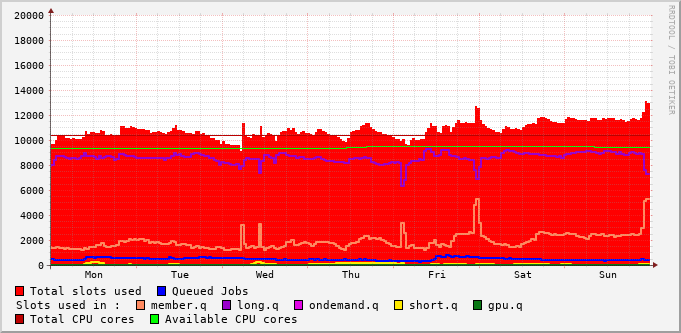 20000
18000
16000
14000
12000
10000
8000
6000
4000
2000
0
Mon Tue Wed Thu Fri Sat Sun
RRDTOOL / TOBI OETIKER
Total slots used Queued Jobs
Slots used in : member.q long.q ondemand.q short.q gpu.q
Total CPU cores Available CPU cores